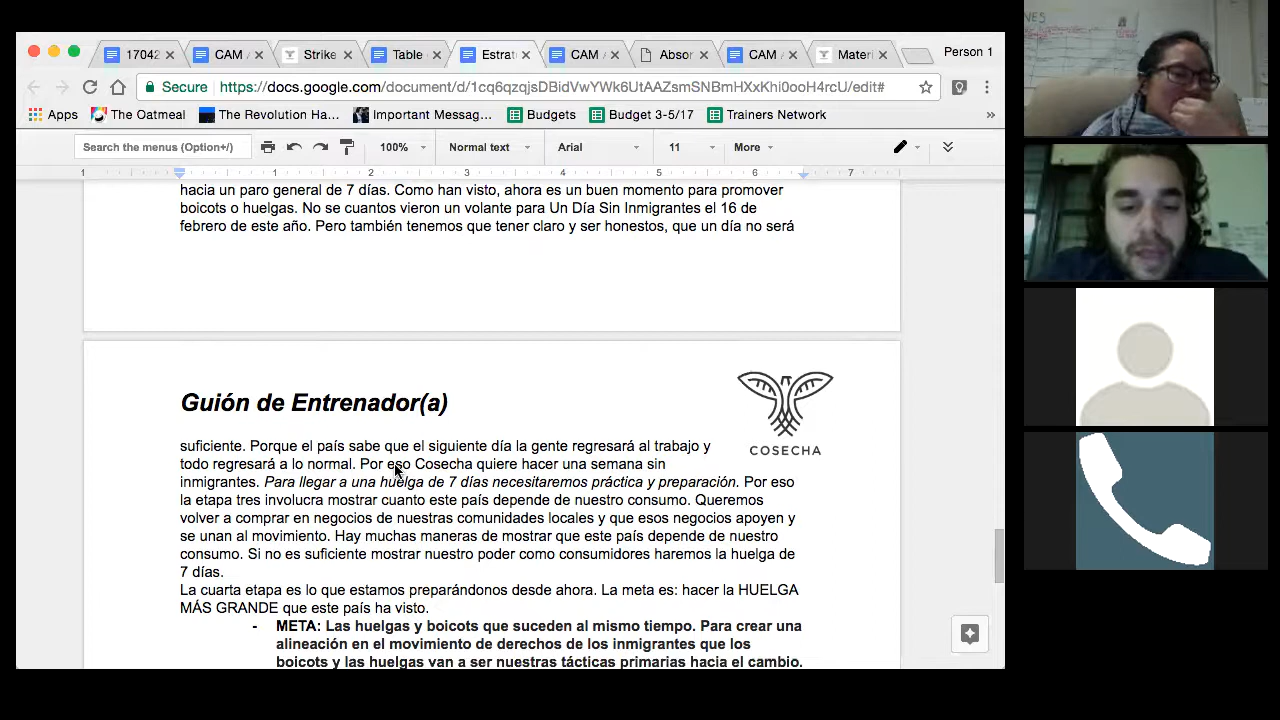 17042
CAM /
Strike
Table
Estrat
CAM /
Absor
CAM /
Materi
Person 1
Secure
https://docs.google.com/document/d/1cq6qzqjsDBidVwYWk6UtAAZsmSNBmHXxKhi0ooH4rcU/edit#
Apps
The Oatmeal
The Revolution Ha...
Important Messag...
Budgets
Budget 3-5/17
Trainers Network
»
Search the menus (Option+/)
100%
Normal text
Arial
11
More
1
1
2
3
4
5
6
7
hacia un paro general de 7 días. Como han visto, ahora es un buen momento para promover
boicots o huelgas. No se cuantos vieron un volante para Un Día Sin Inmigrantes el 16 de
febrero de este año. Pero también tenemos que tener claro y ser honestos, que un día no será
Guión de Entrenador(a)
COSECHA
suficiente. Porque el país sabe que el siguiente día la gente regresará al trabajo y
todo regresará a lo normal. Por eso Cosecha quiere hacer una semana sin
inmigrantes. Para llegar a una huelga de 7 días necesitaremos práctica y preparación. Por eso
la etapa tres involucra mostrar cuanto este país depende de nuestro consumo. Queremos
volver a comprar en negocios de nuestras comunidades locales y que esos negocios apoyen y
se unan al movimiento. Hay muchas maneras de mostrar que este país depende de nuestro
consumo. Si no es suficiente mostrar nuestro poder como consumidores haremos la huelga de
7 días.
La cuarta etapa es lo que estamos preparándonos desde ahora. La meta es: hacer la HUELGA
MÁS GRANDE que este país ha visto.
- META: Las huelgas y boicots que suceden al mismo tiempo. Para crear una
alineación en el movimiento de derechos de los inmigrantes que los
boicots y las huelgas van a ser nuestras tácticas primarias hacia el cambio.